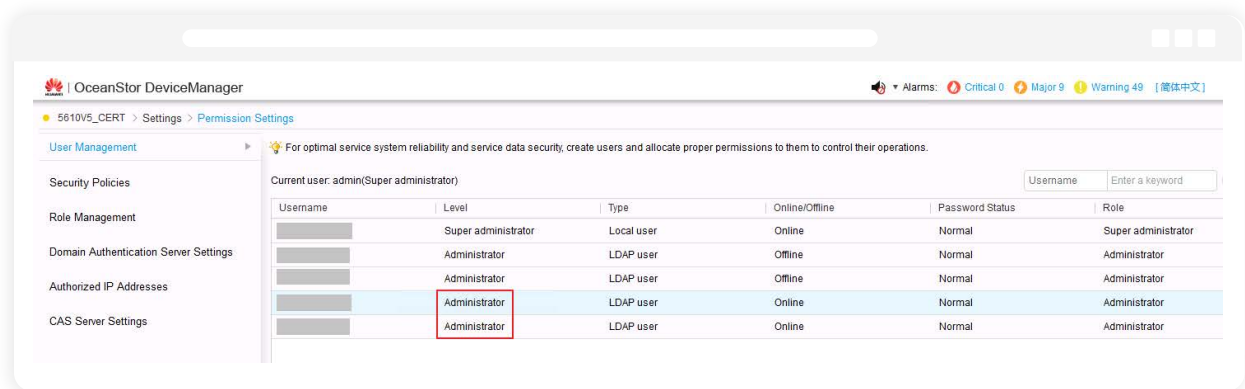 HUAWEI | OceanStor DeviceManager Alarms: Critical 0 Major 9 Warning 49 [简体中文]
5610V5_CERT > Settings > Permission Settings
User Management
For optimal service system reliability and service data security, create users and allocate proper permissions to them to control their operations.
Security Policies
Current user: admin(Super administrator) Username Enter a keyword
Role Management
Username Level Type Online/Offline Password Status Role
Super administrator Local user Online Normal Super administrator
Domain Authentication Server Settings
Administrator LDAP user Offline Normal Administrator
Authorized IP Addresses
Administrator LDAP user Offline Normal Administrator
Administrator LDAP user Online Normal Administrator
CAS Server Settings
Administrator LDAP user Online Normal Administrator